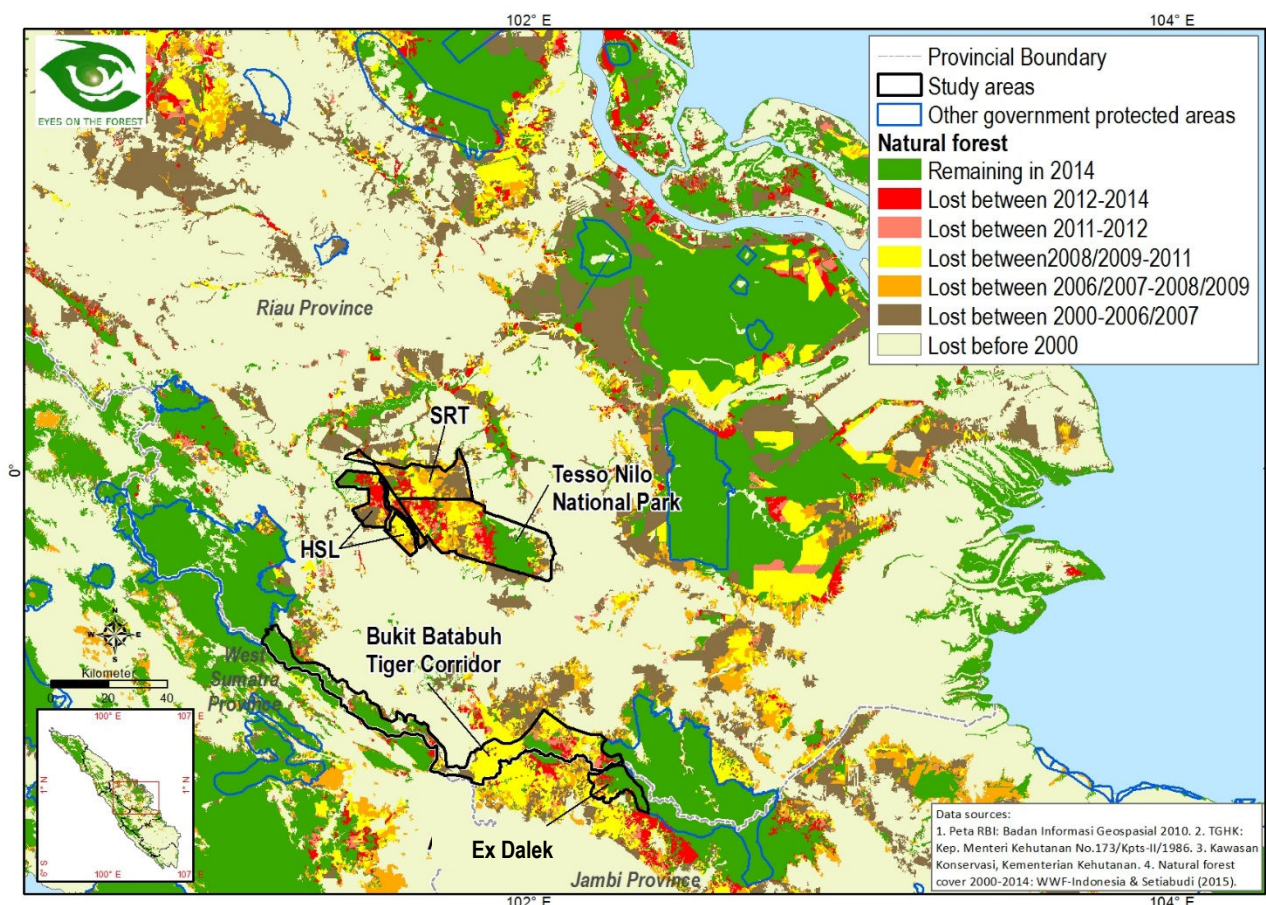 102° E
104° E
EYES ON THE FOREST
Provincial Boundary
Study areas
Other government protected areas
Natural forest
Remaining in 2014
Lost between 2012-2014
Lost between 2011-2012
Lost between2008/2009-2011
Lost between 2006/2007-2008/2009
Lost between 2000-2006/2007
Lost before 2000
Riau Province
SRT
0°
Tesso Nilo
National Park
HSL
Bukit Batabuh
Tiger Corridor
N
W
E
S
West
Sumatra
Province
Kilometer
0 20 40
100° E
107° E
1° N
1° N
5° S
100° E
107° E
Ex Dalek
Jambi Province
Data sources:
1. Peta RBI: Badan Informasi Geospasial 2010. 2. TGHK:
Kep. Menteri Kehutanan No.173/Kpts-II/1986. 3. Kawasan
Konservasi, Kementerian Kehutanan. 4. Natural forest
cover 2000-2014: WWF-Indonesia & Setiabudi (2015).
102° E
104° E